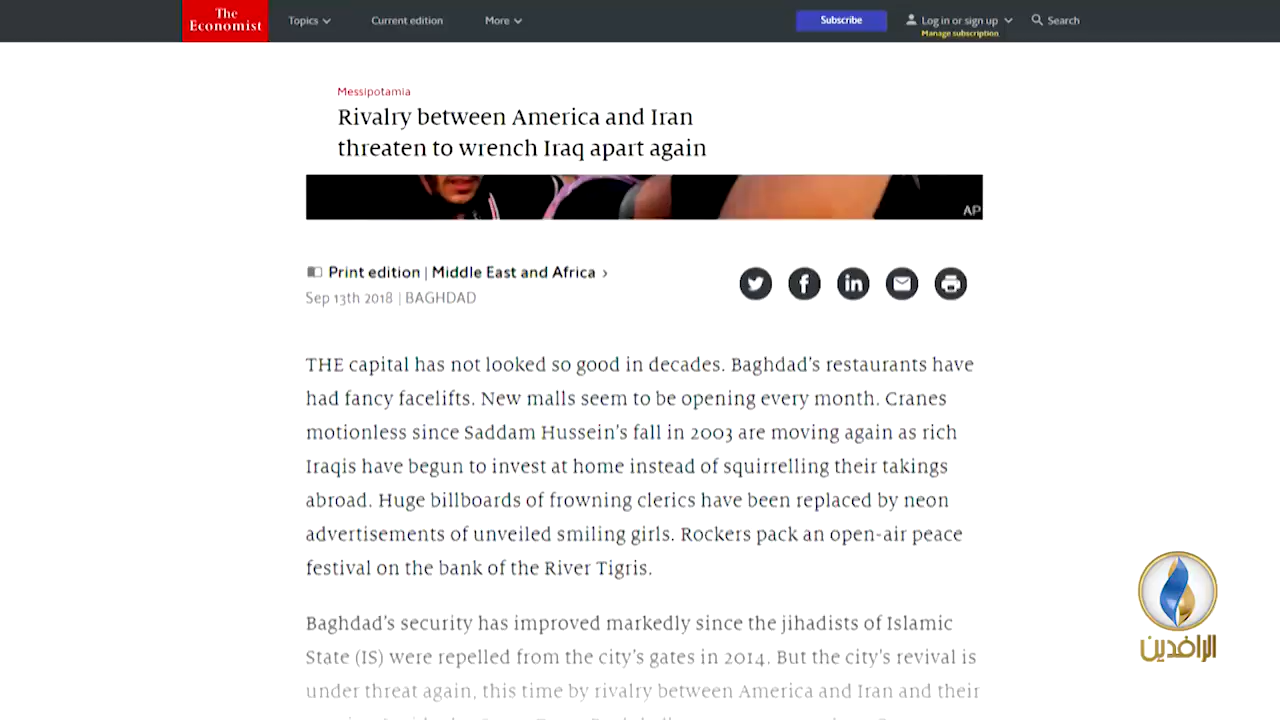 The
Economist
Topics
Current edition
More
Subscribe
Log in or sign up
Manage subscription
Search
Messipotamia
Rivalry between America and Iran
threaten to wrench Iraq apart again
AP
Print edition | Middle East and Africa ›
Sep 13th 2018 | BAGHDAD
THE capital has not looked so good in decades. Baghdad’s restaurants have
had fancy facelifts. New malls seem to be opening every month. Cranes
motionless since Saddam Hussein’s fall in 2003 are moving again as rich
Iraqis have begun to invest at home instead of squirrelling their takings
abroad. Huge billboards of frowning clerics have been replaced by neon
advertisements of unveiled smiling girls. Rockers pack an open-air peace
festival on the bank of the River Tigris.
Baghdad’s security has improved markedly since the jihadists of Islamic
State (IS) were repelled from the city’s gates in 2014. But the city’s revival is
under threat again, this time by rivalry between America and Iran and their
الرافدين